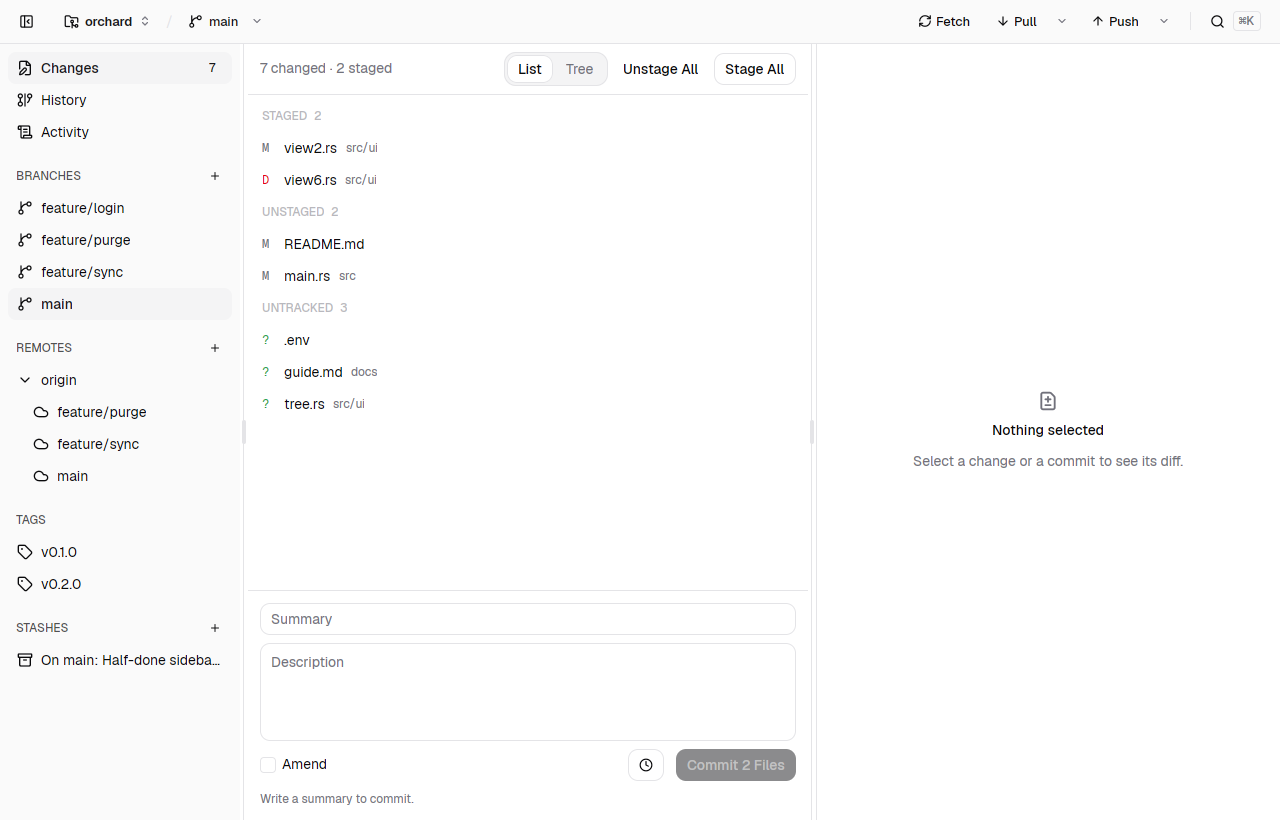 orchard / main
Fetch Pull Push ⌘K
Changes 7
History
Activity
BRANCHES
feature/login
feature/purge
feature/sync
main
REMOTES
origin
feature/purge
feature/sync
main
TAGS
v0.1.0
v0.2.0
STASHES
On main: Half-done sideba...
7 changed · 2 staged List Tree Unstage All Stage All
STAGED 2
M view2.rs src/ui
D view6.rs src/ui
UNSTAGED 2
M README.md
M main.rs src
UNTRACKED 3
? .env
? guide.md docs
? tree.rs src/ui
Summary
Description
Amend Commit 2 Files
Write a summary to commit.
Nothing selected
Select a change or a commit to see its diff.